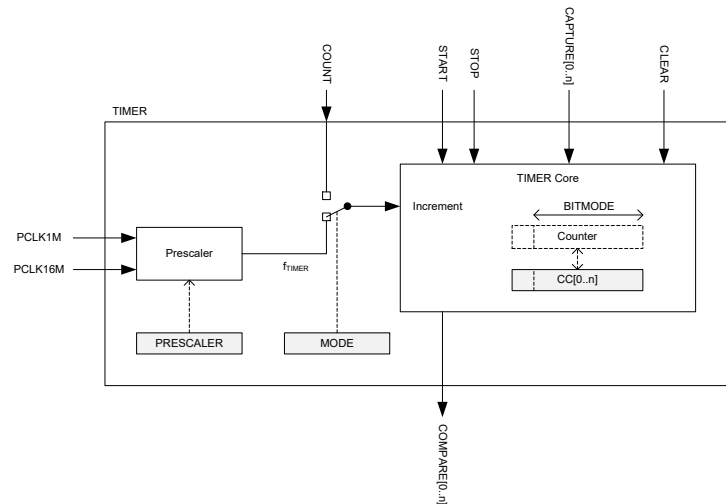 COUNT
START
STOP
CAPTURE[0..n]
CLEAR
TIMER
TIMER Core
Increment
BITMODE
PCLK1M
Prescaler
Counter
PCLK16M
fTIMER
CC[0..n]
PRESCALER
MODE
COMPARE[0..n]